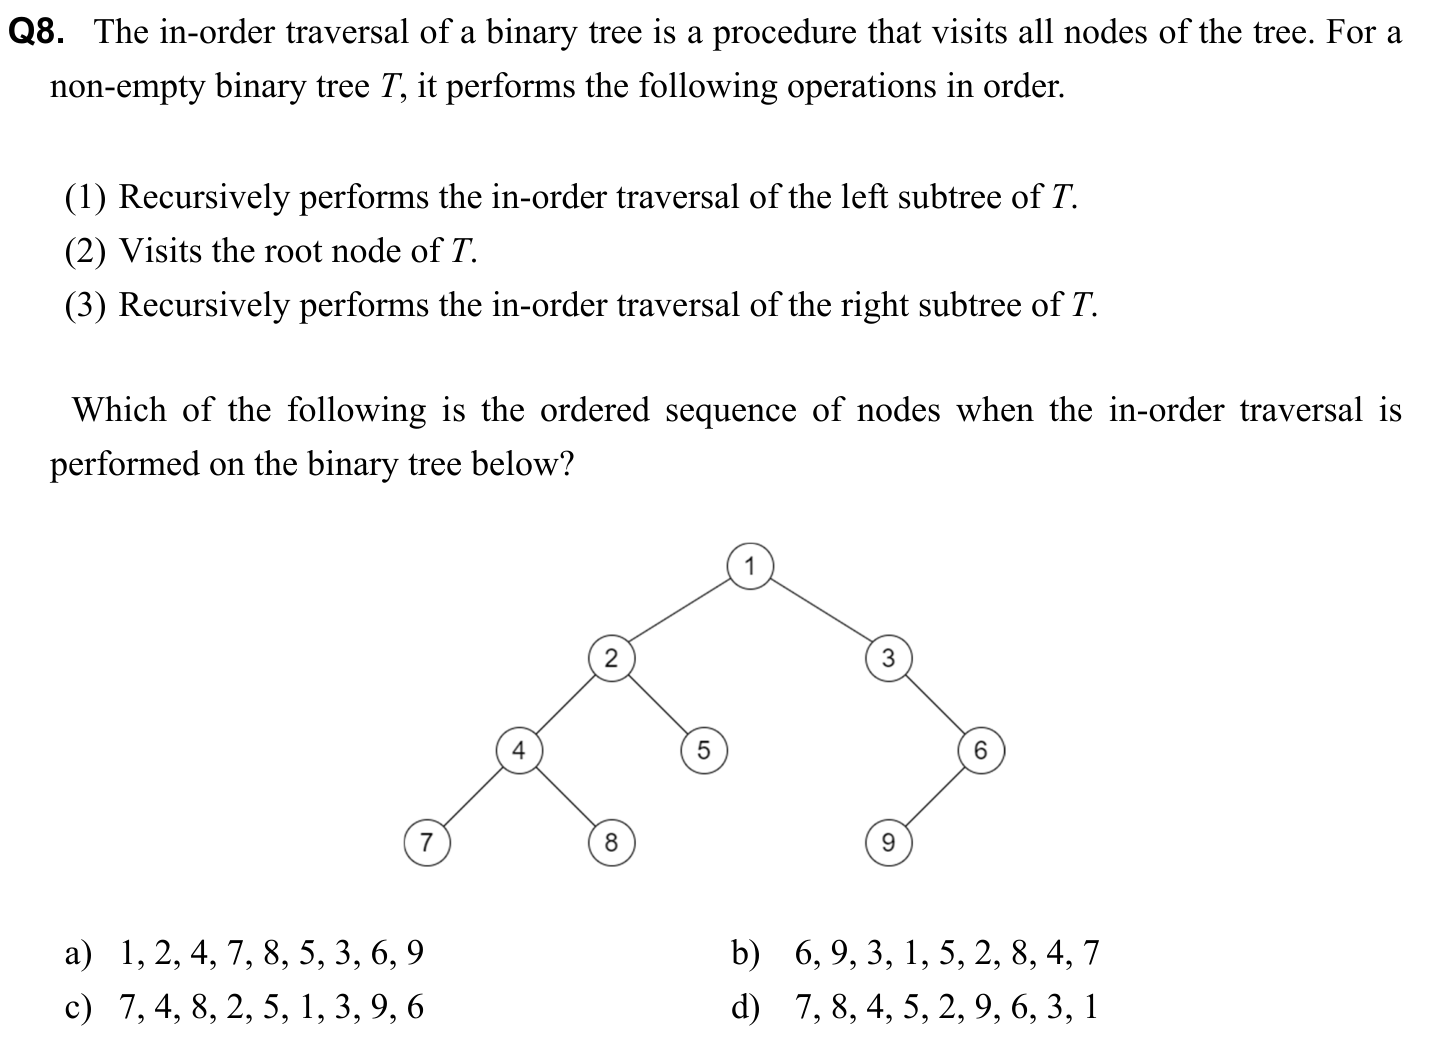 Q8. The in-order traversal of a binary tree is a procedure that visits all nodes of the tree. For a
non-empty binary tree T, it performs the following operations in order.
(1) Recursively performs the in-order traversal of the left subtree of T.
(2) Visits the root node of T.
(3) Recursively performs the in-order traversal of the right subtree of T.
Which of the following is the ordered sequence of nodes when the in-order traversal is
performed on the binary tree below?
1
2 3
4 5 6
7 8 9
a) 1, 2, 4, 7, 8, 5, 3, 6, 9 b) 6, 9, 3, 1, 5, 2, 8, 4, 7
c) 7, 4, 8, 2, 5, 1, 3, 9, 6 d) 7, 8, 4, 5, 2, 9, 6, 3, 1